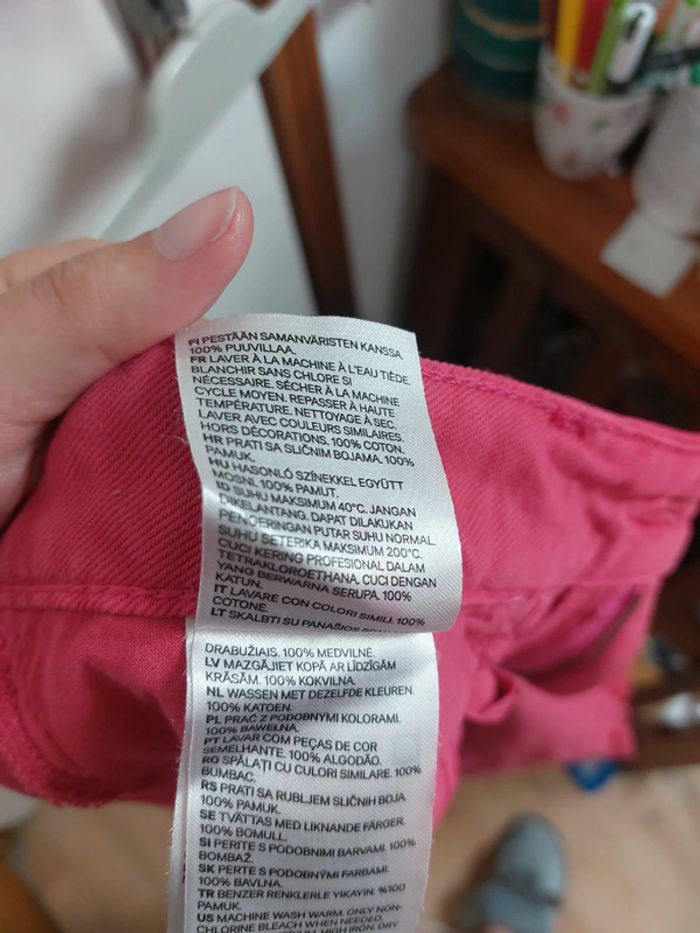 FI PESTÄÄN SAMANVÄRISTEN KANSSA.
100% PUUVILLAA.
FR LAVER À LA MACHINE À L'EAU TIÈDE.
BLANCHIR SANS CHLORE SI
NÉCESSAIRE. SÉCHER À LA MACHINE
CYCLE MOYEN. REPASSER À HAUTE
TEMPÉRATURE. NETTOYAGE À SEC.
LAVER AVEC COULEURS SIMILAIRES.
HORS DÉCORATIONS. 100% COTON.
HR PRATI SA SLIČNIM BOJAMA. 100%
PAMUK.
HU HASONLÓ SZÍNEKKEL EGYÜTT
MOSNI. 100% PAMUT.
ID SUHU MAKSIMUM 40°C. JANGAN
DIKELANTANG. DAPAT DILAKUKAN
PENGERINGAN PUTAR SUHU NORMAL.
SUHU SETERIKA MAKSIMUM 200°C.
CUCI KERING PROFESIONAL DALAM
TETRAKLOROETHANA. CUCI DENGAN
YANG BERWARNA SERUPA. 100%
KATUN.
IT LAVARE CON COLORI SIMILI. 100%
COTONE.
LT SKALBTI SU PANAŠIOS
DRABUŽIAIS. 100% MEDVILNĖ.
LV MAZGĀJIET KOPĀ AR LĪDZĪGĀM
KRĀSĀM. 100% KOKVILNA.
NL WASSEN MET DEZELFDE KLEUREN.
100% KATOEN.
PL PRAĆ Z PODOBNYMI KOLORAMI.
100% BAWEŁNA.
PT LAVAR COM PEÇAS DE COR
SEMELHANTE. 100% ALGODÃO.
RO SPĂLAȚI CU CULORI SIMILARE. 100%
BUMBAC.
RS PRATI SA RUBLJEM SLIČNIH BOJA.
100% PAMUK.
SE TVÄTTAS MED LIKNANDE FÄRGER.
100% BOMULL.
SI PERITE S PODOBNIMI BARVAMI. 100%
BOMBAŽ.
SK PERTE S PODOBNÝMI FARBAMI.
100% BAVLNA.
TR BENZER RENKLERLE YIKAYIN. %100
PAMUK.
US MACHINE WASH WARM. ONLY NON-
CHLORINE BLEACH WHEN NEEDED.
MEDIUM. HIGH IRON. DRY